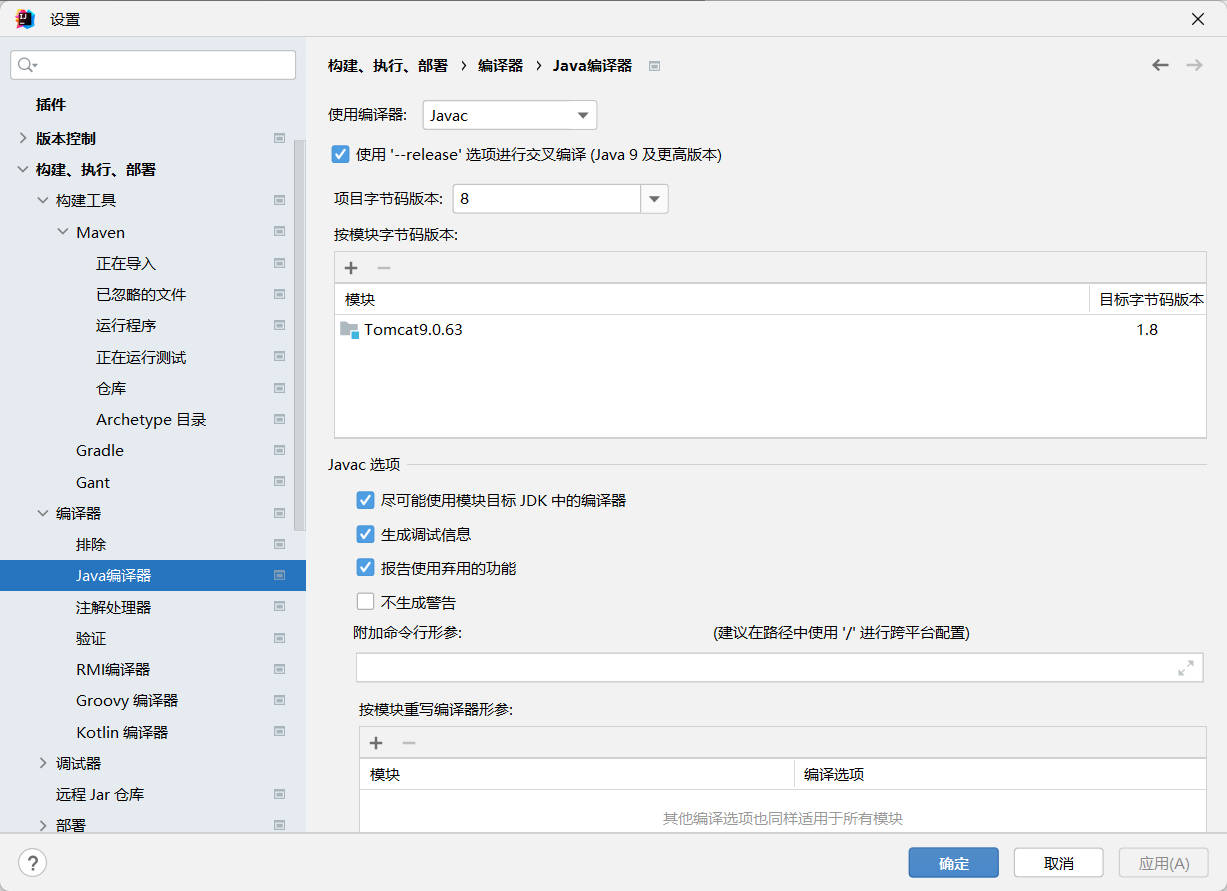 设置
插件
版本控制
构建、执行、部署
构建工具
Maven
正在导入
已忽略的文件
运行程序
正在运行测试
仓库
Archetype 目录
Gradle
Gant
编译器
排除
Java编译器
注解处理器
验证
RMI编译器
Groovy 编译器
Kotlin 编译器
调试器
远程 Jar 仓库
部署
构建、执行、部署 › 编译器 › Java编译器
使用编译器: Javac
使用 '--release' 选项进行交叉编译 (Java 9 及更高版本)
项目字节码版本: 8
按模块字节码版本:
模块 目标字节码版本
Tomcat9.0.63 1.8
Javac 选项
尽可能使用模块目标 JDK 中的编译器
生成调试信息
报告使用弃用的功能
不生成警告
附加命令行形参: (建议在路径中使用 '/' 进行跨平台配置)
按模块重写编译器形参:
模块 编译选项
其他编译选项也同样适用于所有模块
? 确定 取消 应用(A)